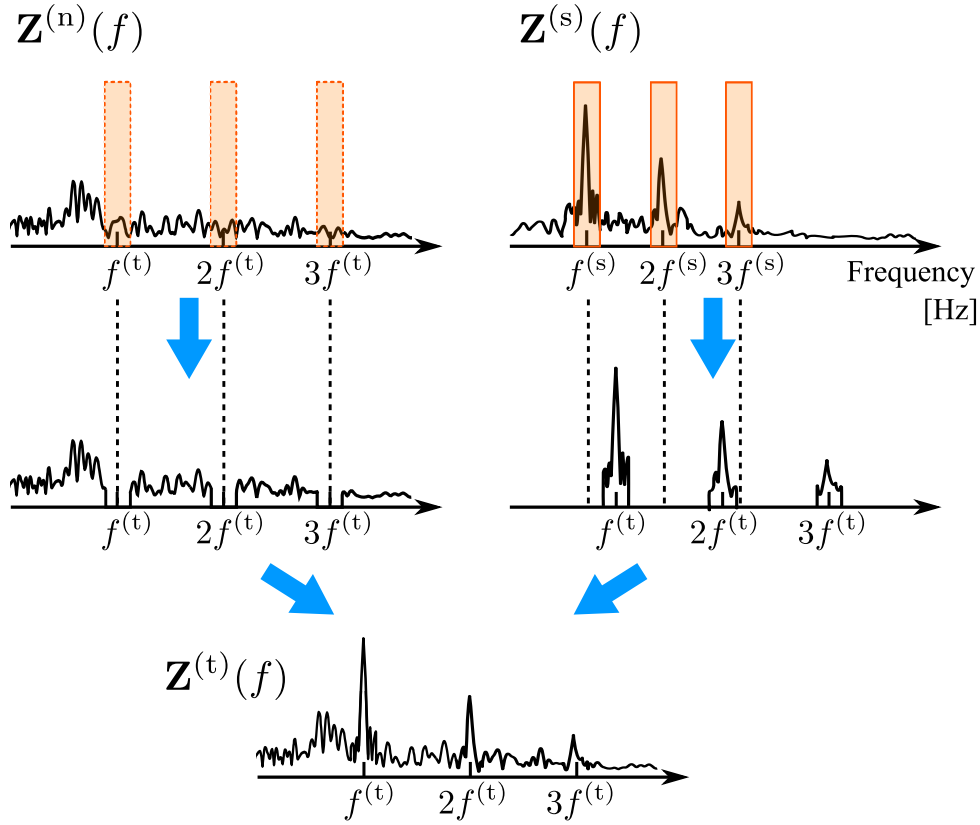 Z^(n)(f) Z^(s)(f)
f^(t) 2f^(t) 3f^(t) f^(s) 2f^(s) 3f^(s)
Frequency
[Hz]
f^(t) 2f^(t) 3f^(t) f^(t) 2f^(t) 3f^(t)
Z^(t)(f)
f^(t) 2f^(t) 3f^(t)